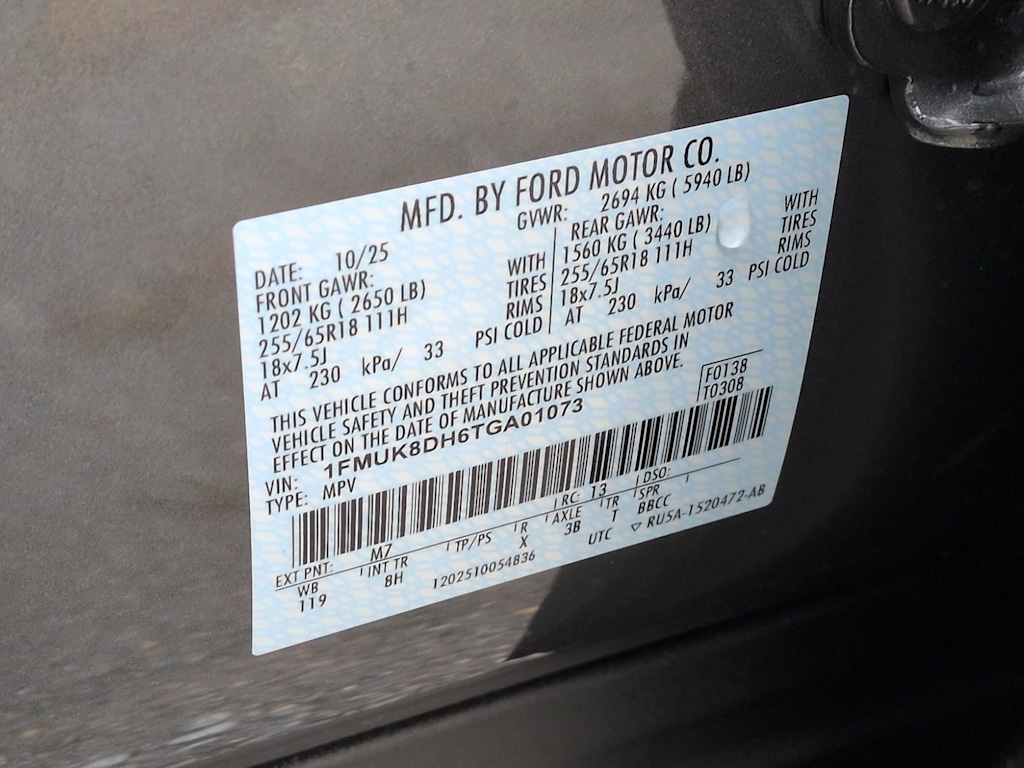 MFD. BY FORD MOTOR CO.
DATE: 10/25 GVWR: 2694 KG ( 5940 LB)
FRONT GAWR: REAR GAWR:
1202 KG ( 2650 LB) WITH 1560 KG ( 3440 LB) WITH
255/65R18 111H TIRES 255/65R18 111H TIRES
18x7.5J RIMS 18x7.5J RIMS
AT 230 kPa/ 33 PSI COLD AT 230 kPa/ 33 PSI COLD
THIS VEHICLE CONFORMS TO ALL APPLICABLE FEDERAL MOTOR
VEHICLE SAFETY AND THEFT PREVENTION STANDARDS IN
EFFECT ON THE DATE OF MANUFACTURE SHOWN ABOVE.
VIN: 1FMUK8DH6TGA01073 F0138
TYPE: MPV T0308
EXT PNT: M7 RC: 13 DSO:
WB INT TR TP/PS R AXLE TR SPR
119 8H X 3B T BBCC
1202510054836 UTC ▽ RU5A-1520472-AB